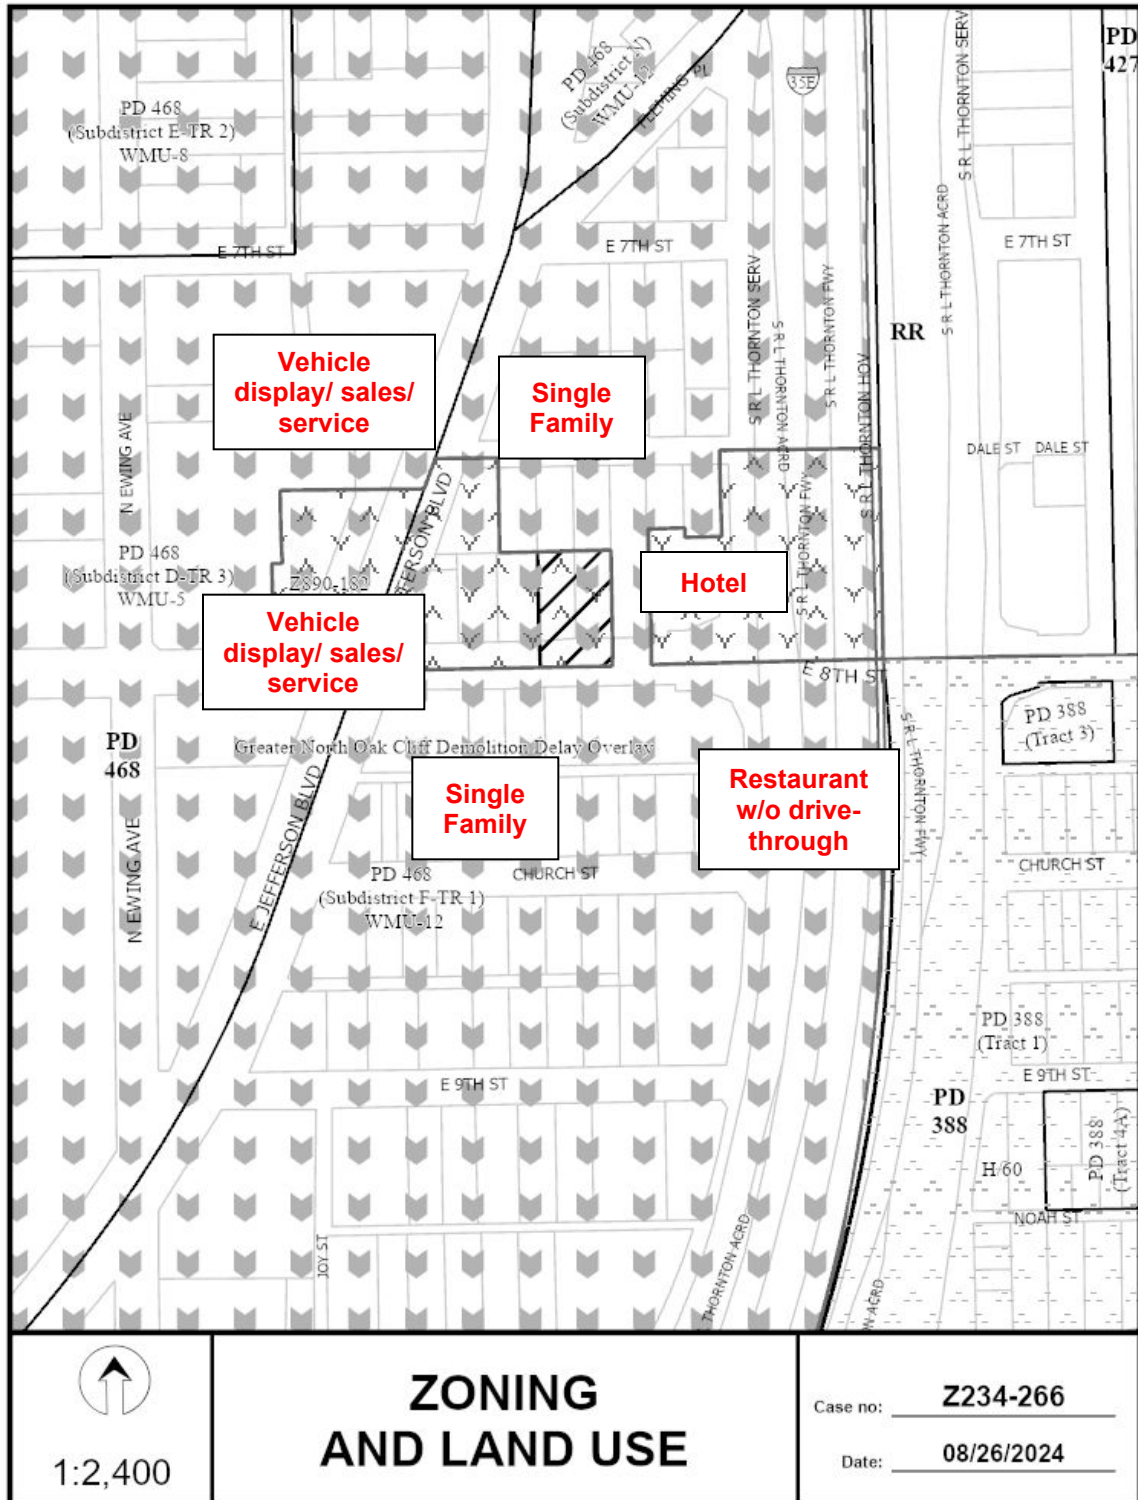 PD 468
(Subdistrict N)
WMU-12
FLEMING PL
35E
S R L THORNTON SERV
PD
427
PD 468
(Subdistrict E-TR 2)
WMU-8
E 7TH ST
E 7TH ST
E 7TH ST
S R L THORNTON SERV
S R L THORNTON ACRD
S R L THORNTON FWY
S R L THORNTON HOV
S R L THORNTON ACRD
S R L THORNTON SERV
RR
Vehicle
display/ sales/
service
Single
Family
N EWING AVE
DALE ST
DALE ST
PD 468
(Subdistrict D-TR 3)
WMU-5
Z890-182
JEFFERSON BLVD
Hotel
S R L THORNTON FWY
Vehicle
display/ sales/
service
E 8TH ST
PD 388
(Tract 3)
PD
468
Greater North Oak Cliff Demolition Delay Overlay
Single
Family
Restaurant
w/o drive-
through
S R L THORNTON FWY
E JEFFERSON BLVD
N EWING AVE
CHURCH ST
CHURCH ST
PD 468
(Subdistrict F-TR 1)
WMU-12
PD 388
(Tract 1)
E 9TH ST
E 9TH ST
PD
388
H/60
PD 388
(Tract 4A)
NOAH ST
JOY ST
THORNTON ACRD
N ACRD
1:2,400
ZONING
AND LAND USE
Case no: Z234-266
Date: 08/26/2024